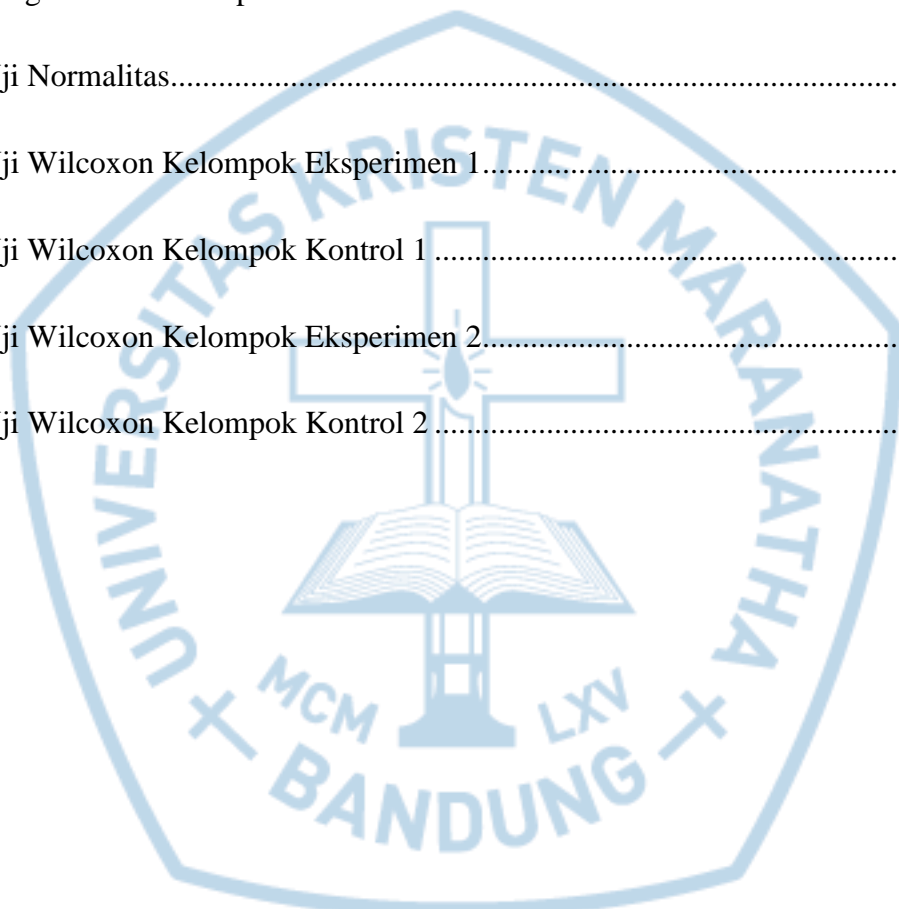 ji Normalitas
ji Wilcoxon Kelompok Eksperimen 1
ji Wilcoxon Kelompok Kontrol 1
ji Wilcoxon Kelompok Eksperimen 2
ji Wilcoxon Kelompok Kontrol 2
UNIVERSITAS KRISTEN MARANATHA
MCM LXV
BANDUNG